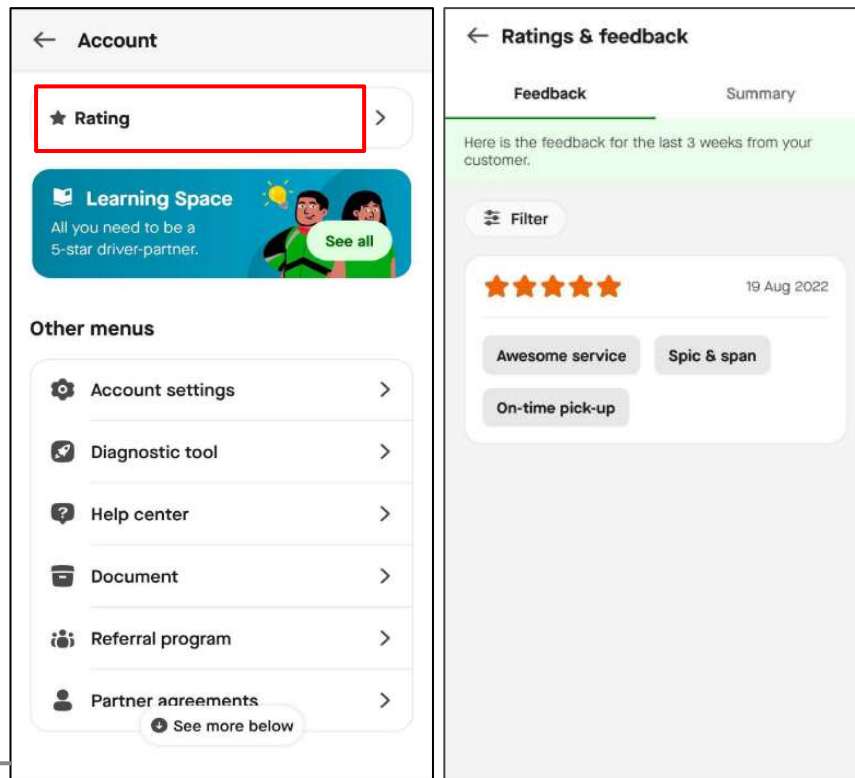 Account
Rating
Learning Space
All you need to be a
5-star driver-partner.
See all
Other menus
Account settings
Diagnostic tool
Help center
Document
Referral program
Partner agreements
See more below
Ratings & feedback
Feedback Summary
Here is the feedback for the last 3 weeks from your
customer.
Filter
19 Aug 2022
Awesome service Spic & span
On-time pick-up